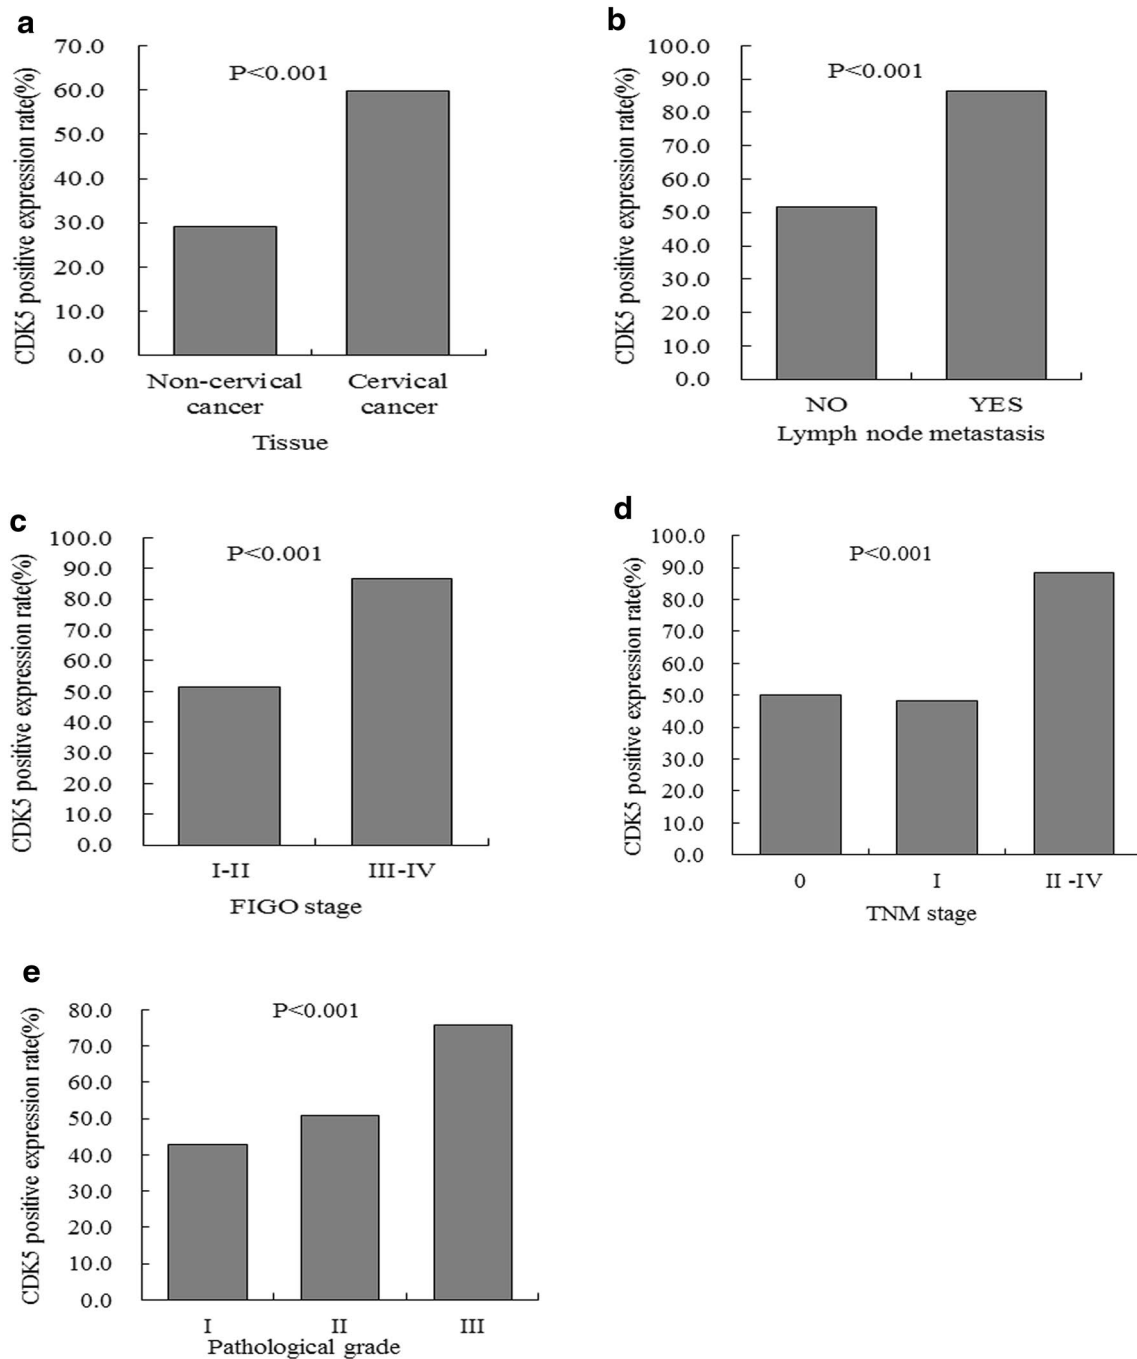 a
CDK5 positive expression rate(%)
70.0
60.0
50.0
40.0
30.0
20.0
10.0
0.0
P<0.001
Non-cervical
cancer
Cervical
cancer
Tissue
b
CDK5 positive expression rate(%)
100.0
90.0
80.0
70.0
60.0
50.0
40.0
30.0
20.0
10.0
0.0
P<0.001
NO
YES
Lymph node metastasis
c
CDK5 positive expression rate(%)
100.0
90.0
80.0
70.0
60.0
50.0
40.0
30.0
20.0
10.0
0.0
P<0.001
I-II
III-IV
FIGO stage
d
CDK5 positive expression rate(%)
100.0
90.0
80.0
70.0
60.0
50.0
40.0
30.0
20.0
10.0
0.0
P<0.001
0
I
II -IV
TNM stage
e
CDK5 positive expression rate(%)
80.0
70.0
60.0
50.0
40.0
30.0
20.0
10.0
0.0
P<0.001
I
II
III
Pathological grade